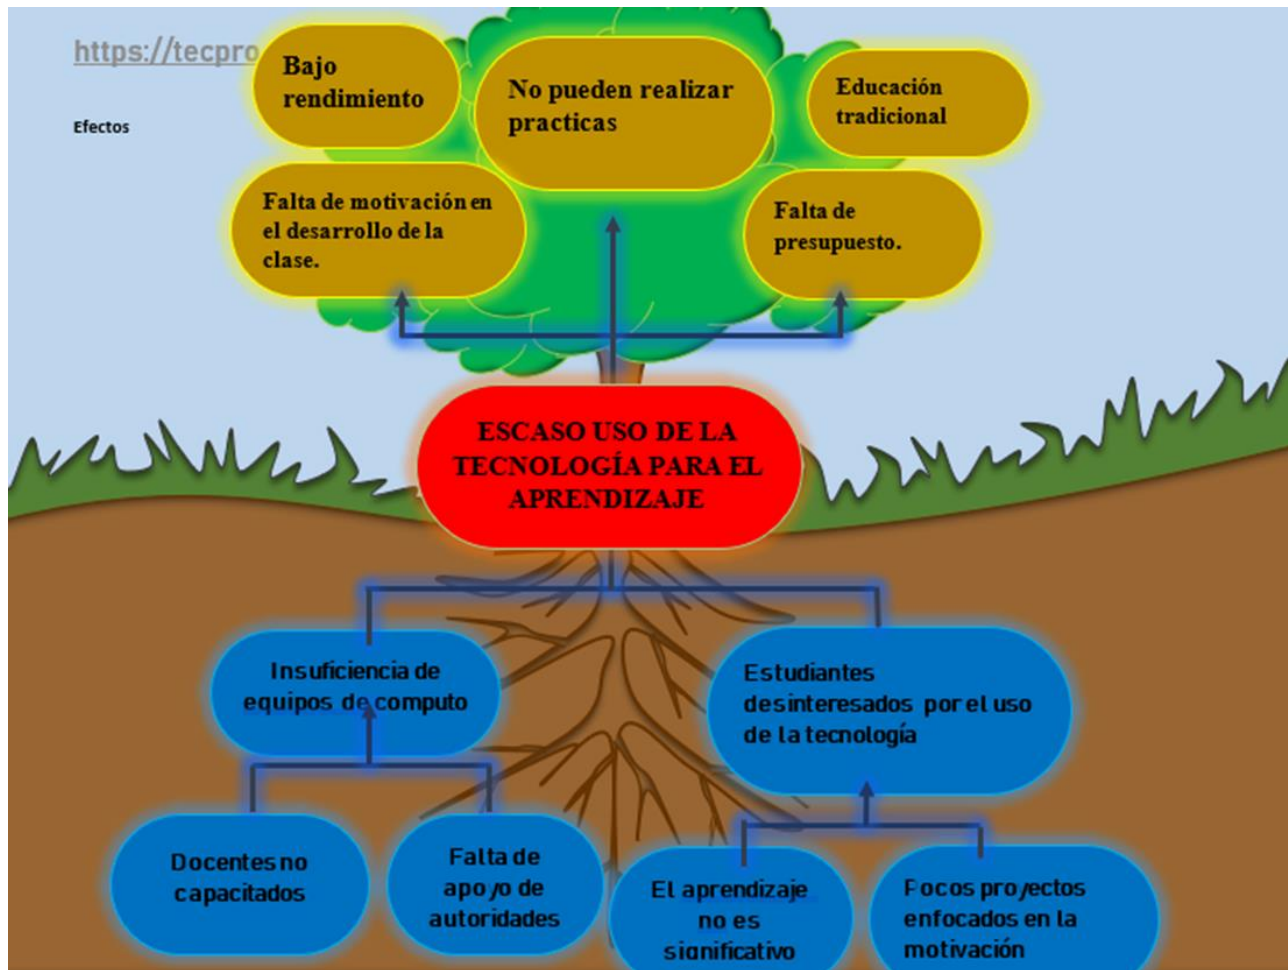 https://tecpro
Efectos
Bajo
rendimiento
No pueden realizar
practicas
Educación
tradicional
Falta de motivación en
el desarrollo de la
clase.
Falta de
presupuesto.
ESCASO USO DE LA
TECNOLOGÍA PARA EL
APRENDIZAJE
Insuficiencia de
equipos de computo
Estudiantes
desinteresados por el uso
de la tecnología
Docentes no
capacitados
Falta de
apoyo de
autoridades
El aprendizaje
no es
significativo
Pocos proyectos
enfocados en la
motivación